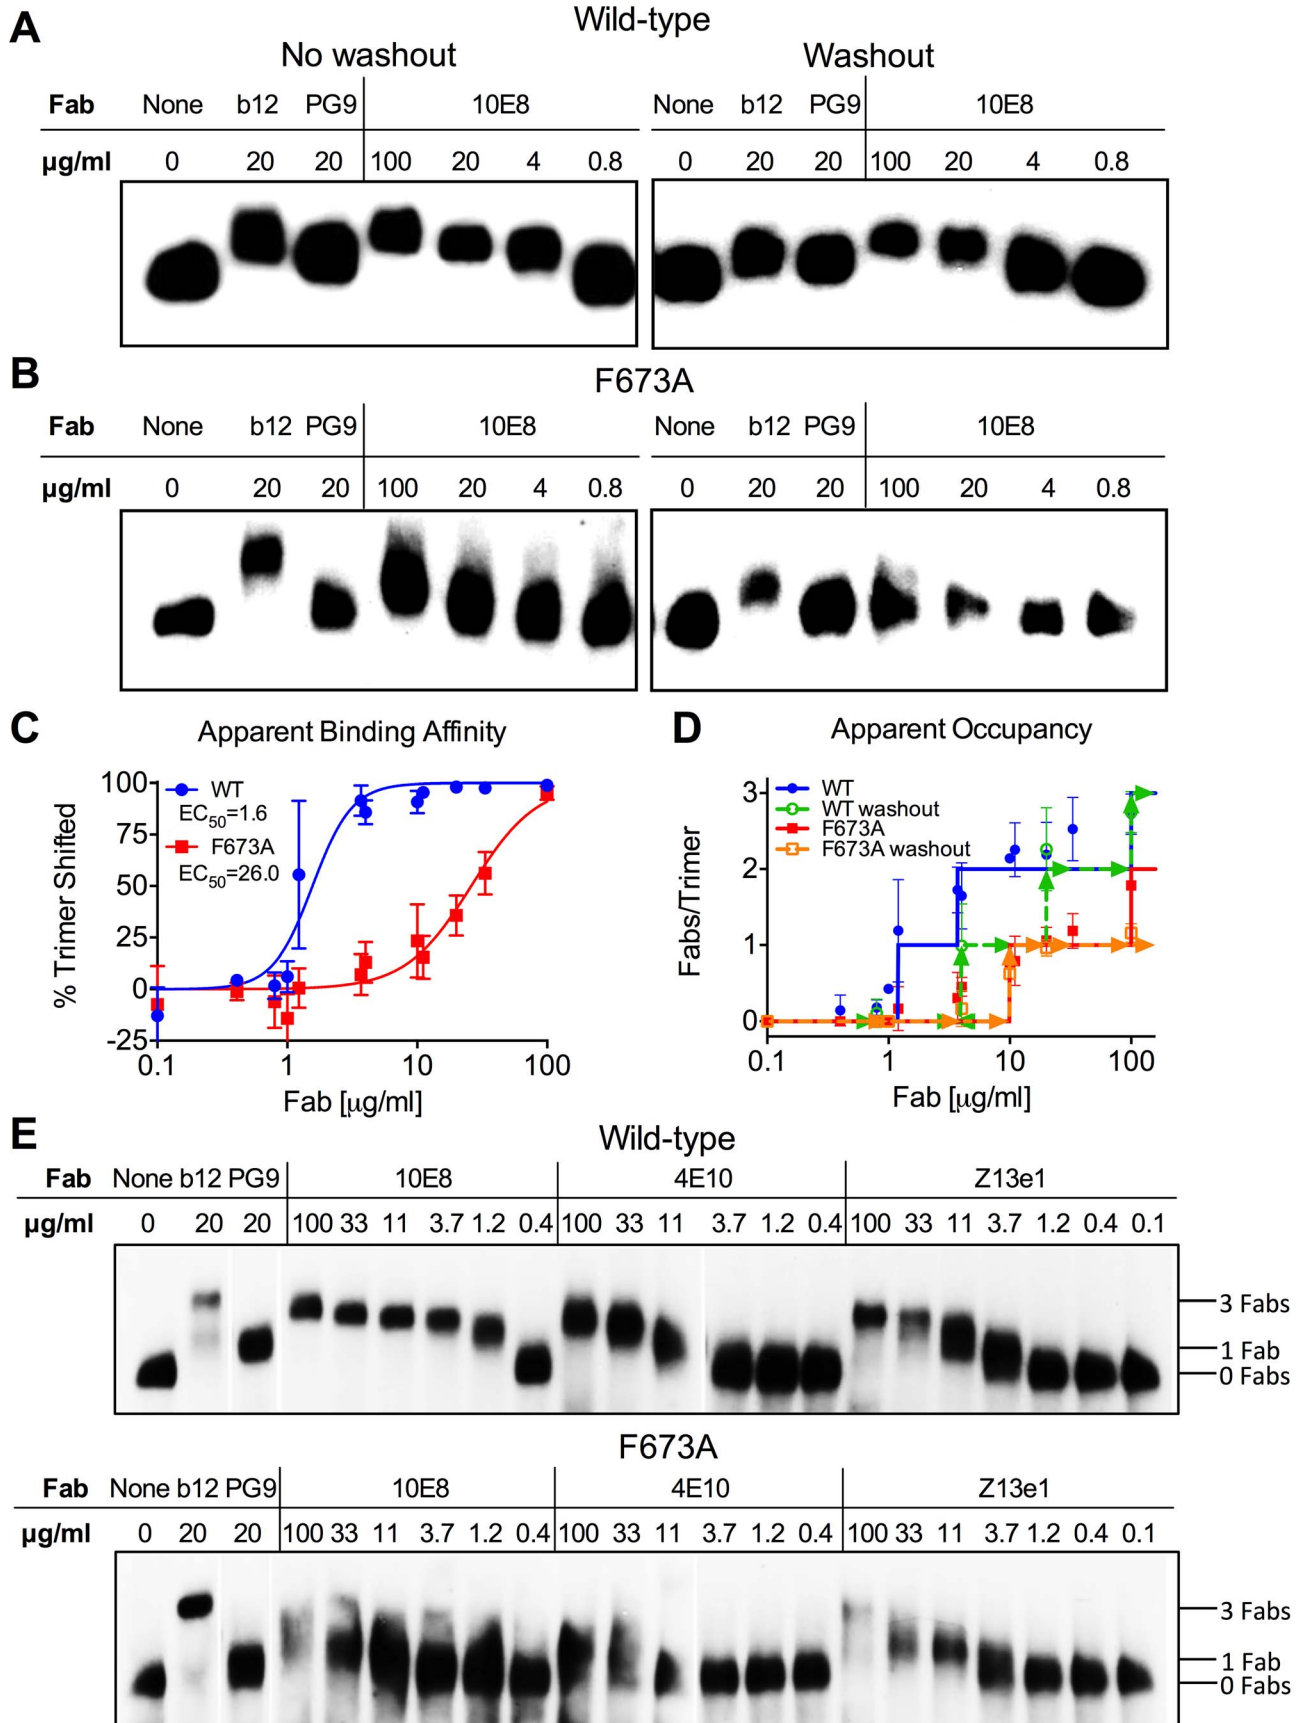 A
Wild-type
No washout
Washout
Fab None b12 PG9 10E8 None b12 PG9 10E8
µg/ml 0 20 20 100 20 4 0.8 0 20 20 100 20 4 0.8
B
F673A
Fab None b12 PG9 10E8 None b12 PG9 10E8
µg/ml 0 20 20 100 20 4 0.8 0 20 20 100 20 4 0.8
C
Apparent Binding Affinity
% Trimer Shifted
100
75
50
25
0
-25
WT
EC50=1.6
F673A
EC50=26.0
0.1 1 10 100
Fab [µg/ml]
D
Apparent Occupancy
Fabs/Trimer
3
2
1
0
WT
WT washout
F673A
F673A washout
0.1 1 10 100
Fab [µg/ml]
E
Wild-type
Fab None b12 PG9 10E8 4E10 Z13e1
µg/ml 0 20 20 100 33 11 3.7 1.2 0.4 100 33 11 3.7 1.2 0.4 100 33 11 3.7 1.2 0.4 0.1
3 Fabs
1 Fab
0 Fabs
F673A
Fab None b12 PG9 10E8 4E10 Z13e1
µg/ml 0 20 20 100 33 11 3.7 1.2 0.4 100 33 11 3.7 1.2 0.4 100 33 11 3.7 1.2 0.4 0.1
3 Fabs
1 Fab
0 Fabs